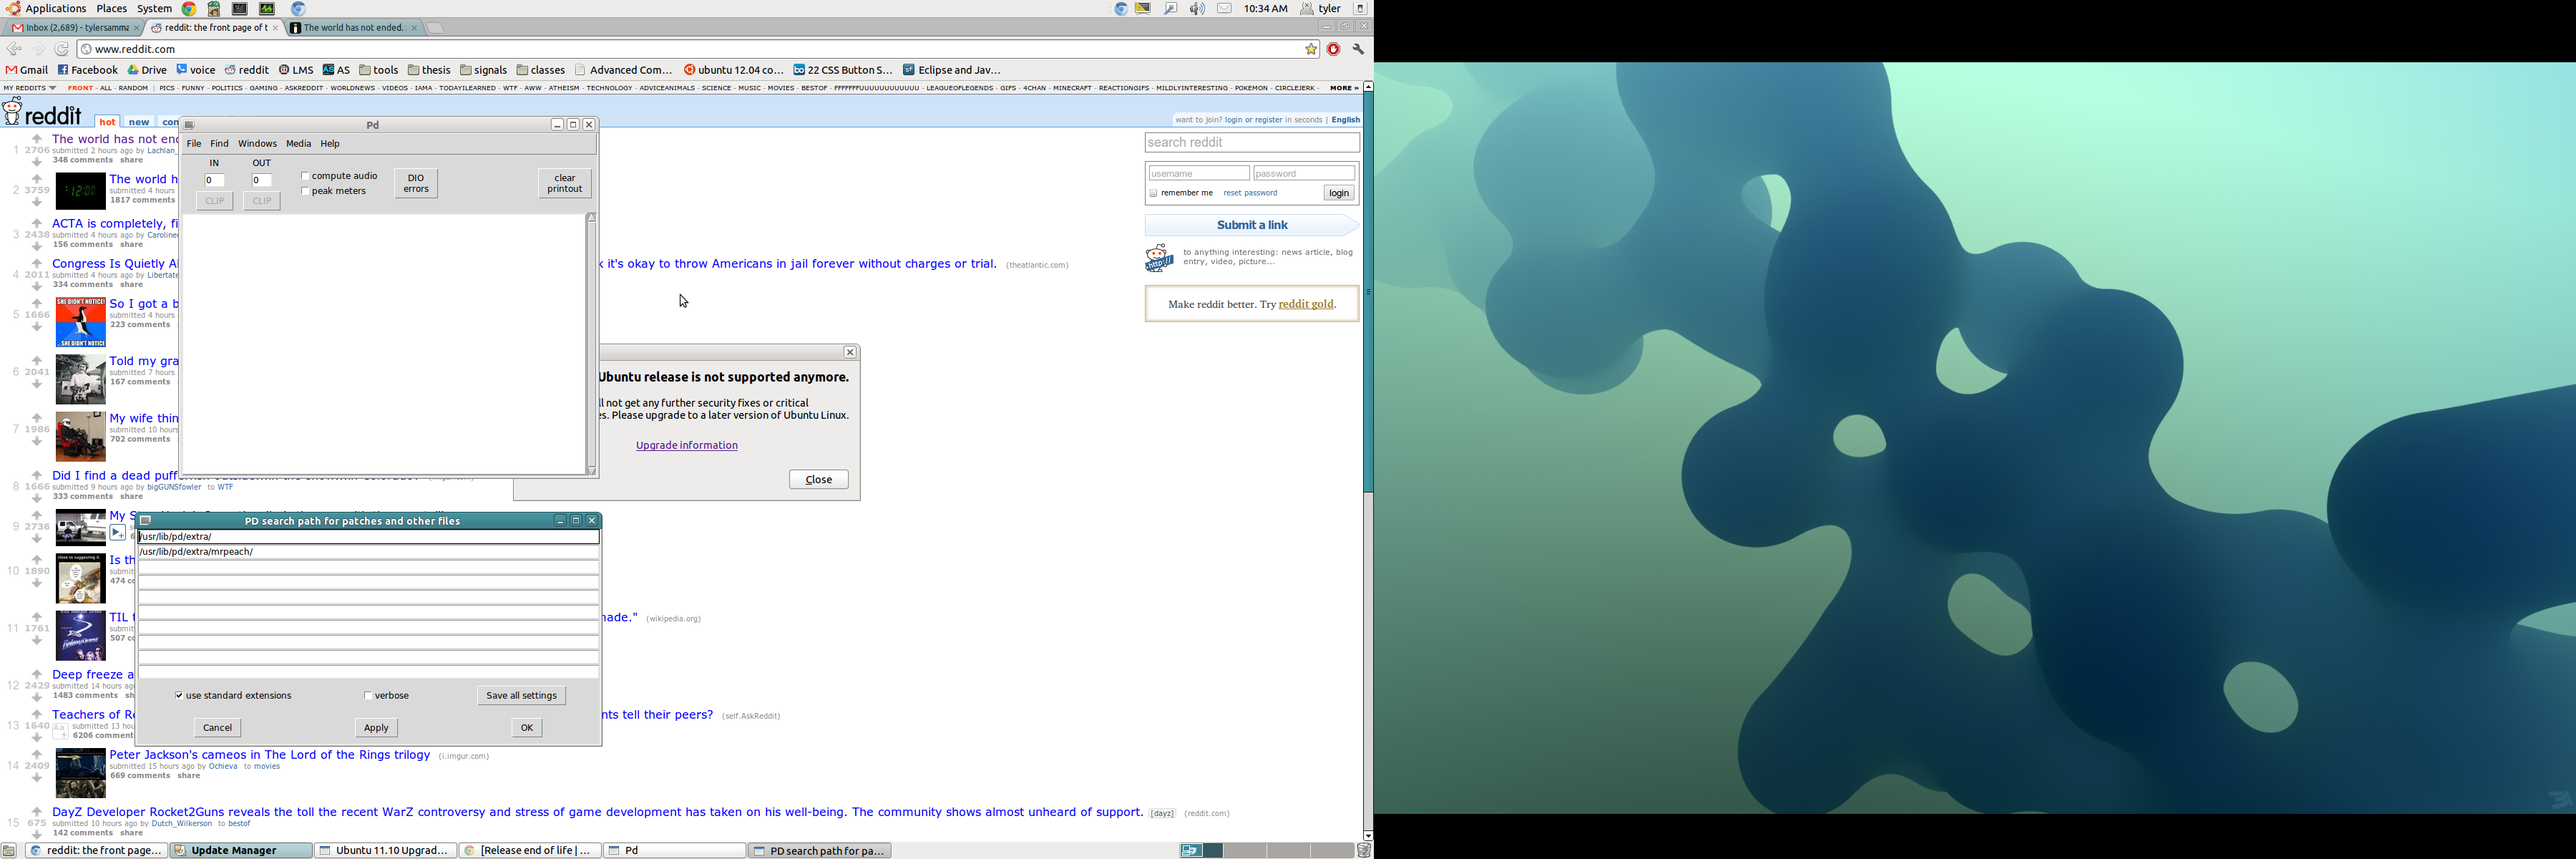 Applications Places System
10:34 AM tyler
Inbox (2,689) - tylersamma
reddit: the front page of t
The world has not ended.
www.reddit.com
Gmail Facebook Drive voice reddit LMS AS tools thesis signals classes Advanced Com... ubuntu 12.04 co... 22 CSS Button S... Eclipse and Jav...
MY REDDITS FRONT - ALL - RANDOM | PICS - FUNNY - POLITICS - GAMING - ASKREDDIT - WORLDNEWS - VIDEOS - IAMA - TODAYILEARNED - WTF - AWW - ATHEISM - TECHNOLOGY - ADVICEANIMALS - SCIENCE - MUSIC - MOVIES - BESTOF - FFFFFFFUUUUUUUUUUUU - LEAGUEOFLEGENDS - GIFS - 4CHAN - MINECRAFT - REACTIONGIFS - MILDLYINTERESTING - POKEMON - CIRCLEJERK - MORE »
reddit hot new con
want to join? login or register in seconds | English
search reddit
username password
remember me reset password login
Submit a link
to anything interesting: news article, blog
entry, video, picture...
http://
Make reddit better. Try reddit gold.
1 2706 The world has not en
submitted 2 hours ago by Lachlan_
348 comments share
2 3759 12:00 The world h
submitted 4 hours
1817 comments
3 2438 ACTA is completely, fi
submitted 4 hours ago by Caroline
156 comments share
4 2011 Congress Is Quietly A
it's okay to throw Americans in jail forever without charges or trial. (theatlantic.com)
submitted 4 hours ago by Libertate
334 comments share
5 1666 SHE DIDN'T NOTICE! So I got a b
submitted 4 hours
223 comments
...SHE DIDN'T NOTICE
6 2041 Told my gra
submitted 7 hours
167 comments
7 1986 My wife thin
submitted 10 hours
702 comments
8 1666 Did I find a dead puff
submitted 9 hours ago by bigGUNSfowler to WTF
333 comments share
9 2736 My S
10 1890 Is th
submit
474 co
11 1761 TIL t
made." (wikipedia.org)
submit
507 co
12 2429 Deep freeze a
submitted 14 hours ag
1483 comments sh
13 1640 Teachers of Re
nts tell their peers? (self.AskReddit)
submitted 13 hou
6206 comment
14 2409 Peter Jackson's cameos in The Lord of the Rings trilogy (i.imgur.com)
submitted 15 hours ago by Ochieva to movies
669 comments share
15 675 DayZ Developer Rocket2Guns reveals the toll the recent WarZ controversy and stress of game development has taken on his well-being. The community shows almost unheard of support. [dayz] (reddit.com)
submitted 10 hours ago by Dutch_Wilkerson to bestof
142 comments share
Pd
File Find Windows Media Help
IN OUT
0 0
CLIP CLIP
compute audio
peak meters
DIO
errors
clear
printout
Ubuntu release is not supported anymore.
ll not get any further security fixes or critical
es. Please upgrade to a later version of Ubuntu Linux.
Upgrade information
Close
PD search path for patches and other files
/usr/lib/pd/extra/
/usr/lib/pd/extra/mrpeach/
use standard extensions verbose Save all settings
Cancel Apply OK
reddit: the front page... Update Manager Ubuntu 11.10 Upgrad... [Release end of life | ... Pd PD search path for pa...